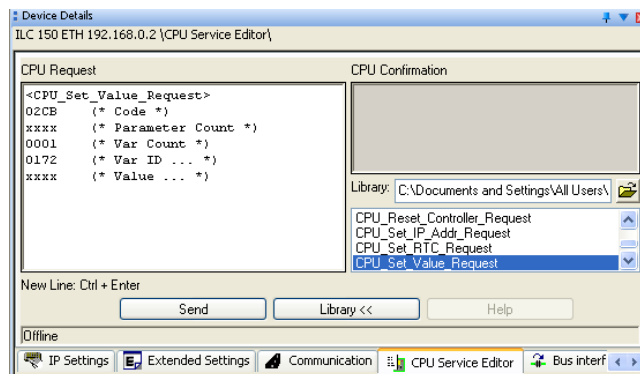 Device Details
ILC 150 ETH 192.168.0.2 \CPU Service Editor\
CPU Request
<CPU_Set_Value_Request>
02CB (* Code *)
xxxx (* Parameter Count *)
0001 (* Var Count *)
0172 (* Var ID ... *)
xxxx (* Value ... *)
CPU Confirmation
Library: C:\Documents and Settings\All Users\
CPU_Reset_Controller_Request
CPU_Set_IP_Addr_Request
CPU_Set_RTC_Request
CPU_Set_Value_Request
New Line: Ctrl + Enter
Send Library << Help
Offline
IP Settings Extended Settings Communication CPU Service Editor Bus interf